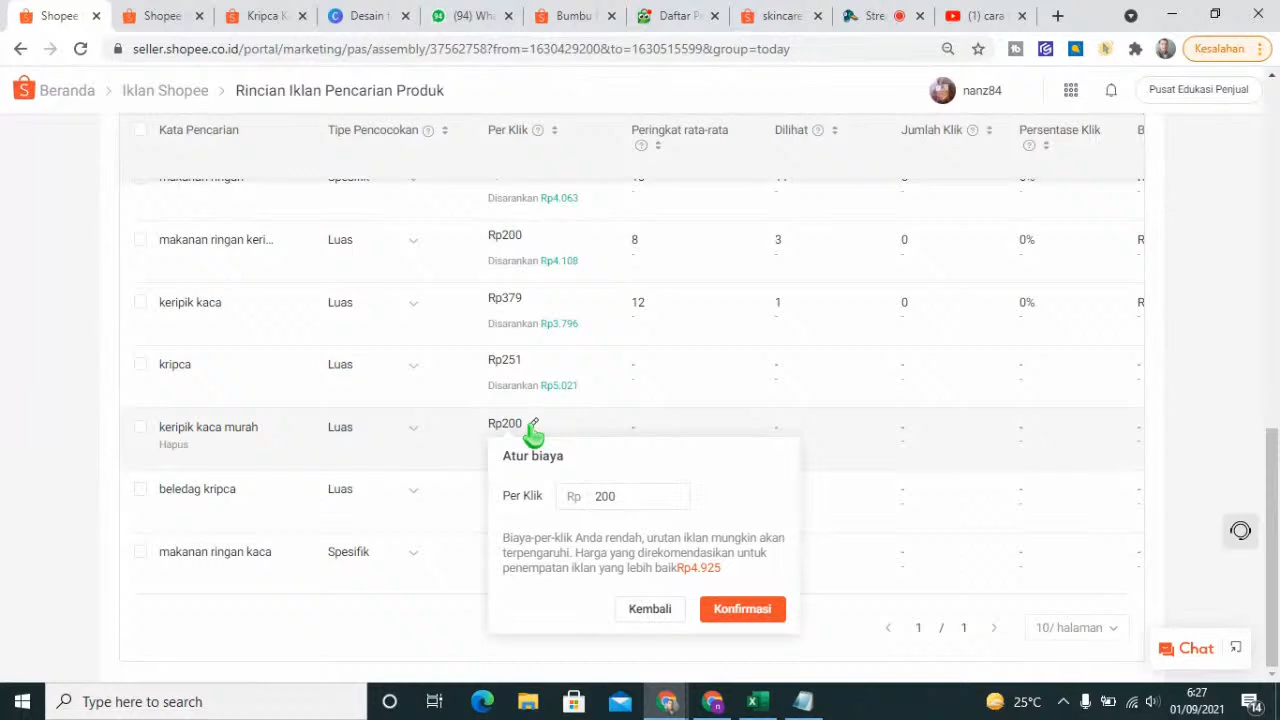 Shopee
Shopee
Kripca K
Desain t
(94) Wha
Bumbu
Daftar P
skincare
Stre
(1) cara
seller.shopee.co.id/portal/marketing/pas/assembly/37562758?from=1630429200&to=1630515599&group=today
Kesalahan
Beranda > Iklan Shopee > Rincian Iklan Pencarian Produk
nanz84
Pusat Edukasi Penjual
Kata Pencarian Tipe Pencocokan Per Klik Peringkat rata-rata Dilihat Jumlah Klik Persentase Klik B
makanan ringan Spesifik
- - - -
Disarankan Rp4.063
makanan ringan keri... Luas Rp200 8 3 0 0% R
- - - - -
Disarankan Rp4.108
keripik kaca Luas Rp379 12 1 0 0% R
- - - - -
Disarankan Rp3.796
kripca Luas Rp251 - - - - -
- - - - -
Disarankan Rp5.021
keripik kaca murah Luas Rp200 - - - - -
Hapus - - - -
Atur biaya
Per Klik Rp 200
Biaya-per-klik Anda rendah, urutan iklan mungkin akan
terpengaruhi. Harga yang direkomendasikan untuk
penempatan iklan yang lebih baikRp4.925
Kembali Konfirmasi
beledag kripca Luas - - -
- - -
makanan ringan kaca Spesifik - - -
- - -
1 / 1 10/ halaman
Chat
Type here to search
25°C
6:27
01/09/2021
14